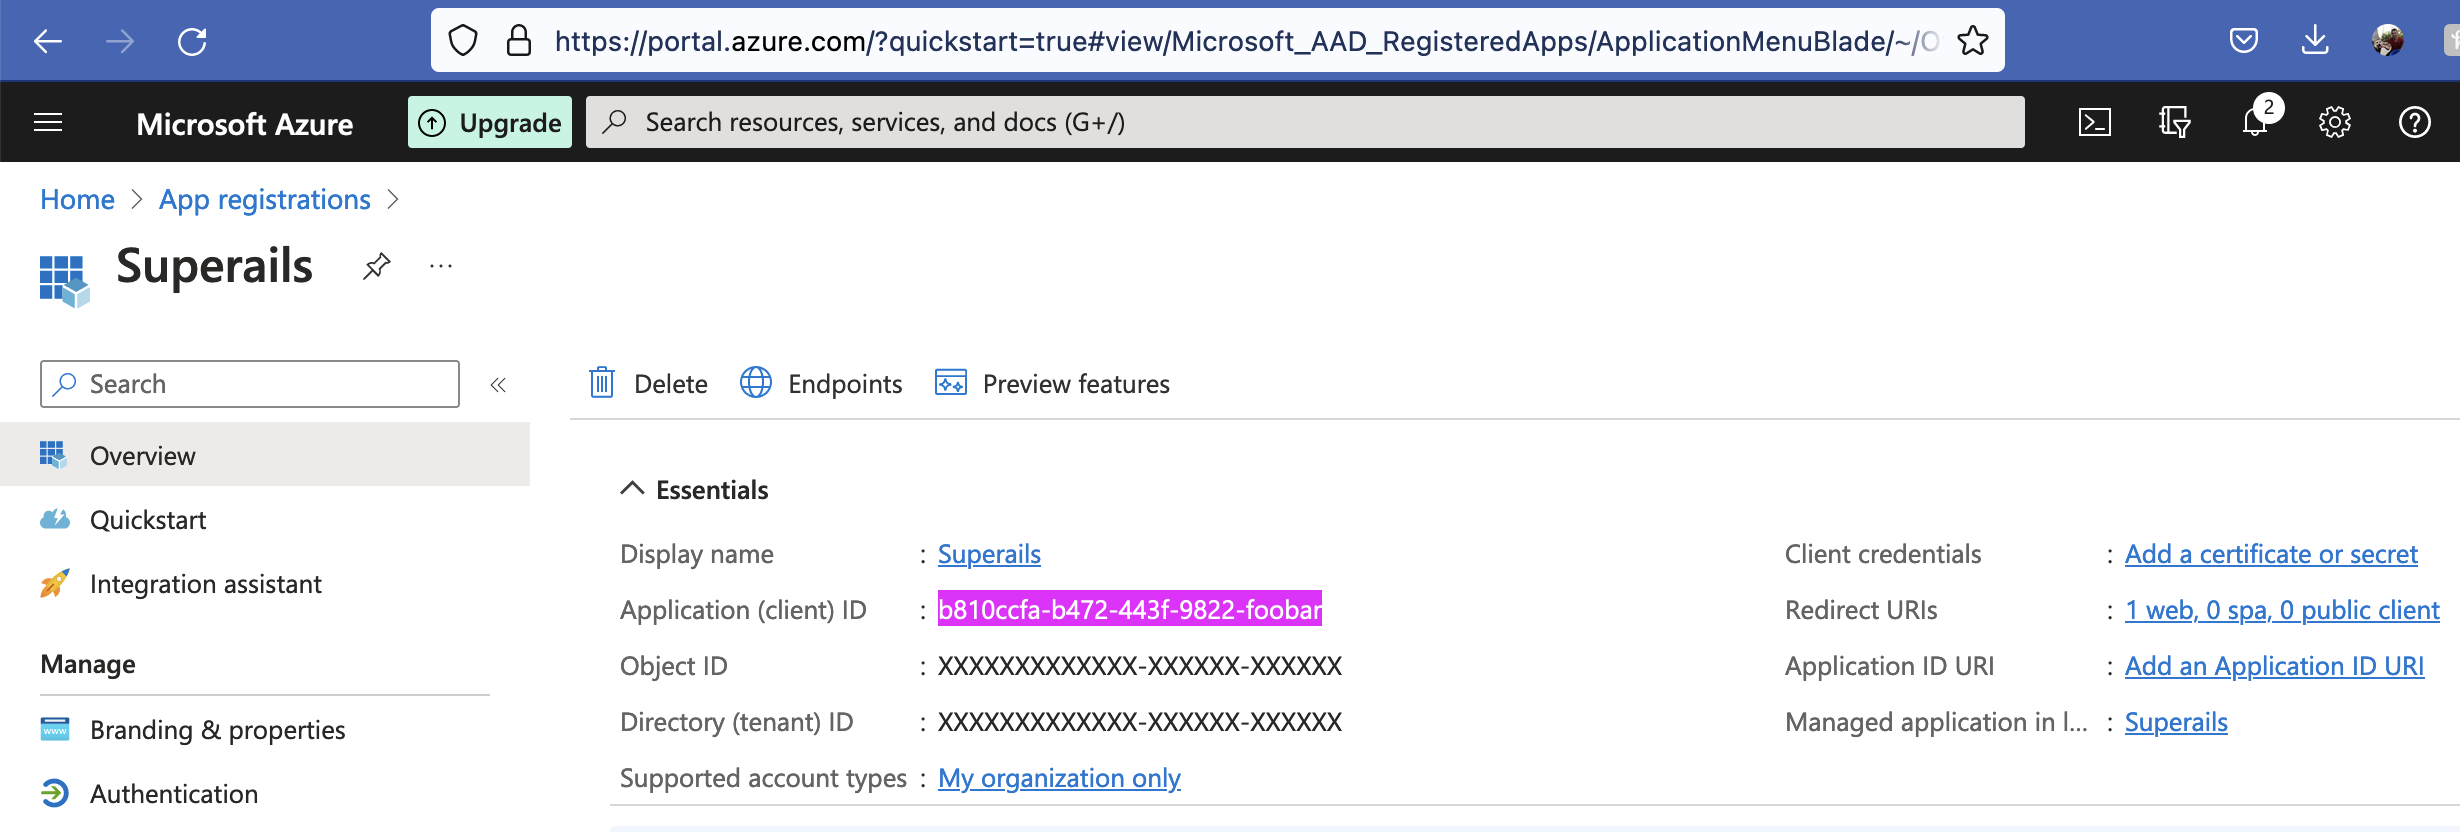 https://portal.azure.com/?quickstart=true#view/Microsoft_AAD_RegisteredApps/ApplicationMenuBlade/~/O
Microsoft Azure
Upgrade
Search resources, services, and docs (G+/)
2
Home > App registrations >
Superails
Search
Delete
Endpoints
Preview features
Overview
Quickstart
Integration assistant
Manage
Branding & properties
Authentication
Essentials
Display name : Superails
Application (client) ID : b810ccfa-b472-443f-9822-foobar
Object ID : XXXXXXXXXXXXX-XXXXXX-XXXXXX
Directory (tenant) ID : XXXXXXXXXXXXX-XXXXXX-XXXXXX
Supported account types : My organization only
Client credentials : Add a certificate or secret
Redirect URIs : 1 web, 0 spa, 0 public client
Application ID URI : Add an Application ID URI
Managed application in l... : Superails